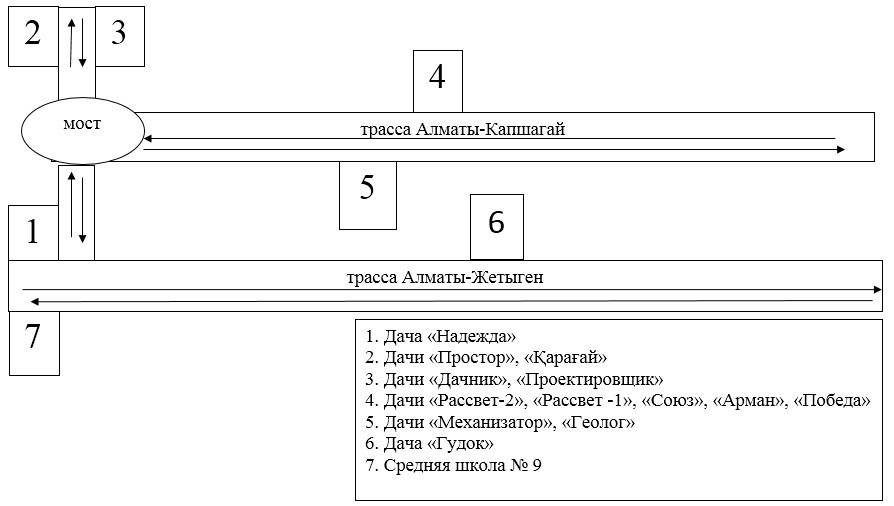 2
3
4
мост
трасса Алматы-Капшагай
5
1
6
трасса Алматы-Жетыген
7
1. Дача «Надежда»
2. Дачи «Простор», «Қарағай»
3. Дачи «Дачник», «Проектировщик»
4. Дачи «Рассвет-2», «Рассвет -1», «Союз», «Арман», «Победа»
5. Дачи «Механизатор», «Геолог»
6. Дача «Гудок»
7. Средняя школа № 9